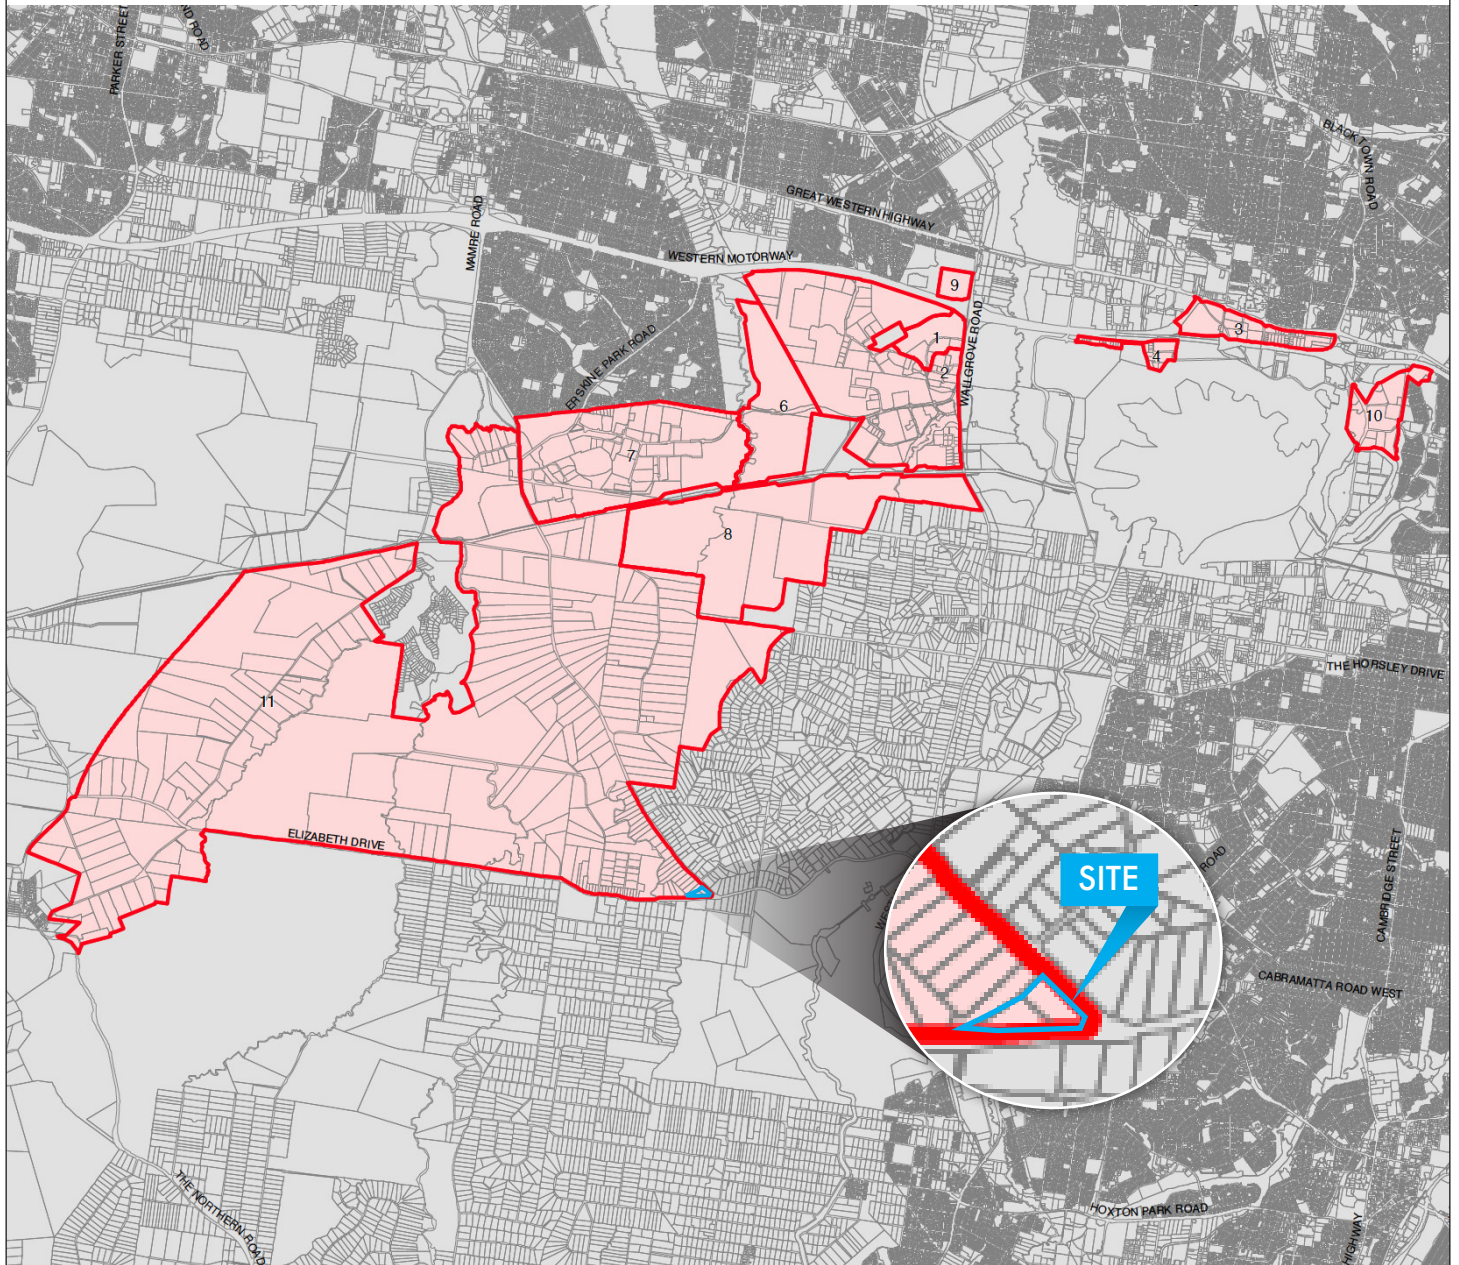 PARKER STREET
ND ROAD
BLACKTOWN ROAD
GREAT WESTERN HIGHWAY
MAMRE ROAD
WESTERN MOTORWAY
9
ERSKINE PARK ROAD
1
WALLGROVE ROAD
3
4
2
6
10
7
8
THE HORSLEY DRIVE
11
ELIZABETH DRIVE
SITE
ROAD
CAMBRIDGE STREET
WES
CABRAMATTA ROAD WEST
THE NORTHERN ROAD
HOXTON PARK ROAD
HIGHWAY